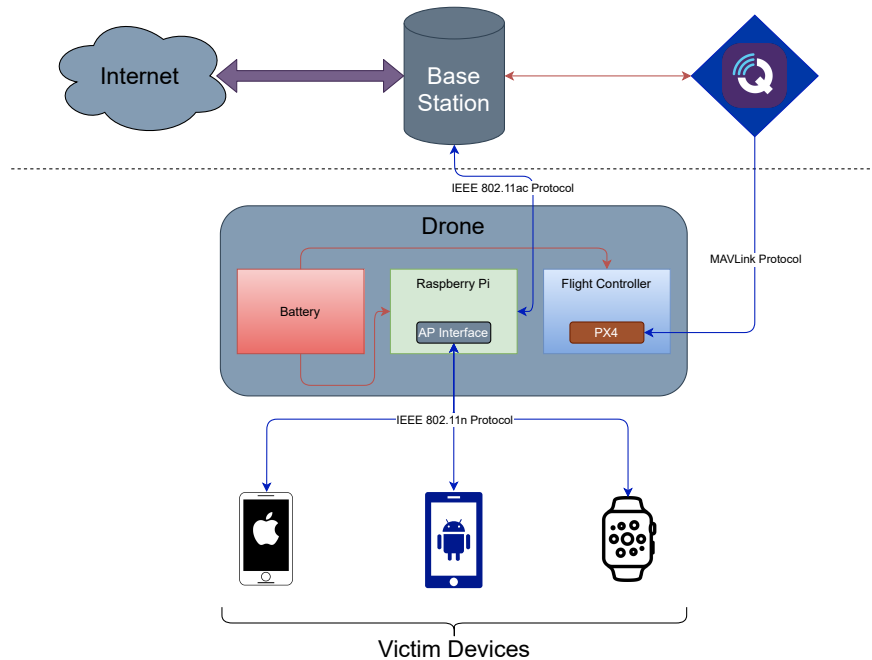 Internet
Base
Station
IEEE 802.11ac Protocol
Drone
MAVLink Protocol
Battery
Raspberry Pi
Flight Controller
AP Interface
PX4
IEEE 802.11n Protocol
Victim Devices